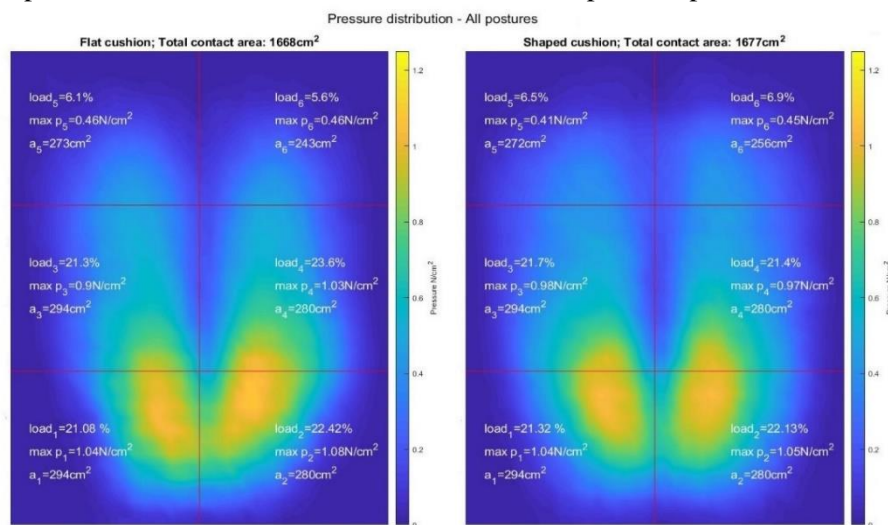 Pressure distribution - All postures
Flat cushion; Total contact area: 1668cm²
load₅=6.1%
max p₅=0.46N/cm²
a₅=273cm²
load₆=5.6%
max p₆=0.46N/cm²
a₆=243cm²
load₃=21.3%
max p₃=0.9N/cm²
a₃=294cm²
load₄=23.6%
max p₄=1.03N/cm²
a₄=280cm²
load₁=21.08 %
max p₁=1.04N/cm²
a₁=294cm²
load₂=22.42%
max p₂=1.08N/cm²
a₂=280cm²
1.2
1
0.8
0.6
0.4
0.2
0
Pressure N/cm²
Shaped cushion; Total contact area: 1677cm²
load₅=6.5%
max p₅=0.41N/cm²
a₅=272cm²
load₆=6.9%
max p₆=0.45N/cm²
a₆=256cm²
load₃=21.7%
max p₃=0.98N/cm²
a₃=294cm²
load₄=21.4%
max p₄=0.97N/cm²
a₄=280cm²
load₁=21.32 %
max p₁=1.04N/cm²
a₁=294cm²
load₂=22.13%
max p₂=1.05N/cm²
a₂=280cm²
1.2
1
0.8
0.6
0.4
0.2
0